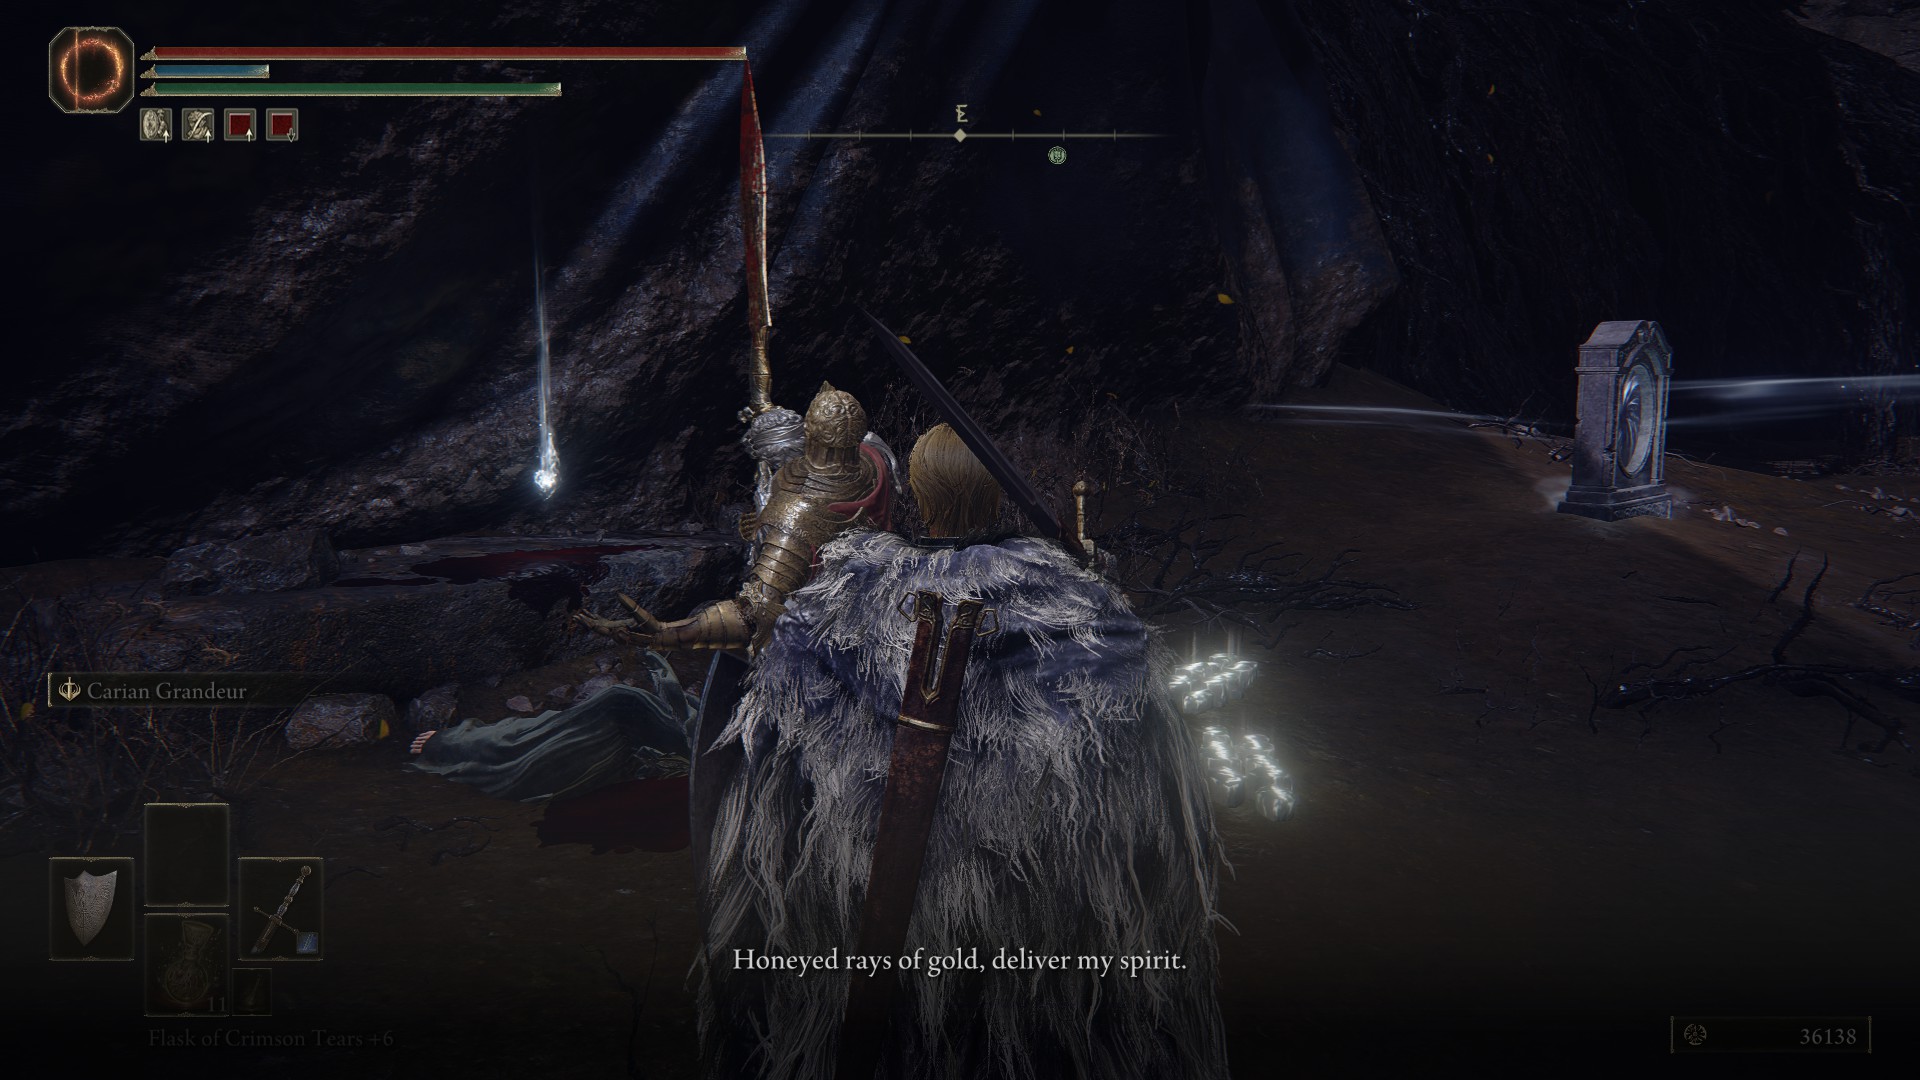 E
Carian Grandeur
Honeyed rays of gold, deliver my spirit.
11
Flask of Crimson Tears +6
36138